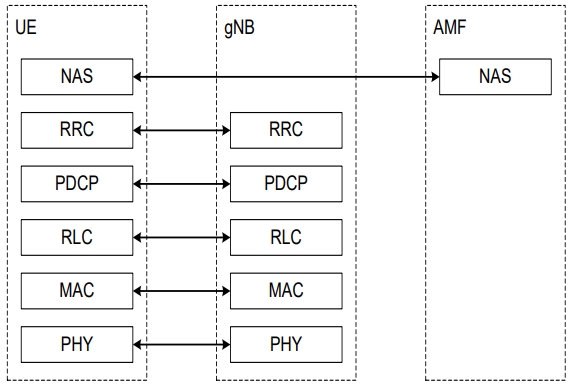 UE gNB AMF
NAS NAS
RRC RRC
PDCP PDCP
RLC RLC
MAC MAC
PHY PHY